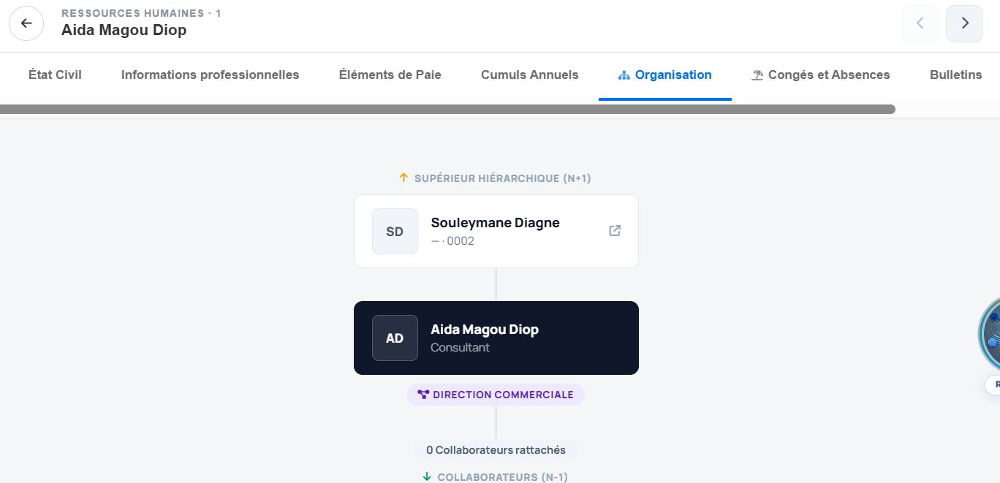 RESSOURCES HUMAINES · 1
Aida Magou Diop
État Civil Informations professionnelles Éléments de Paie Cumuls Annuels Organisation Congés et Absences Bulletins
SUPÉRIEUR HIÉRARCHIQUE (N+1)
SD
Souleymane Diagne
— · 0002
AD
Aida Magou Diop
Consultant
DIRECTION COMMERCIALE
0 Collaborateurs rattachés
COLLABORATEURS (N-1)